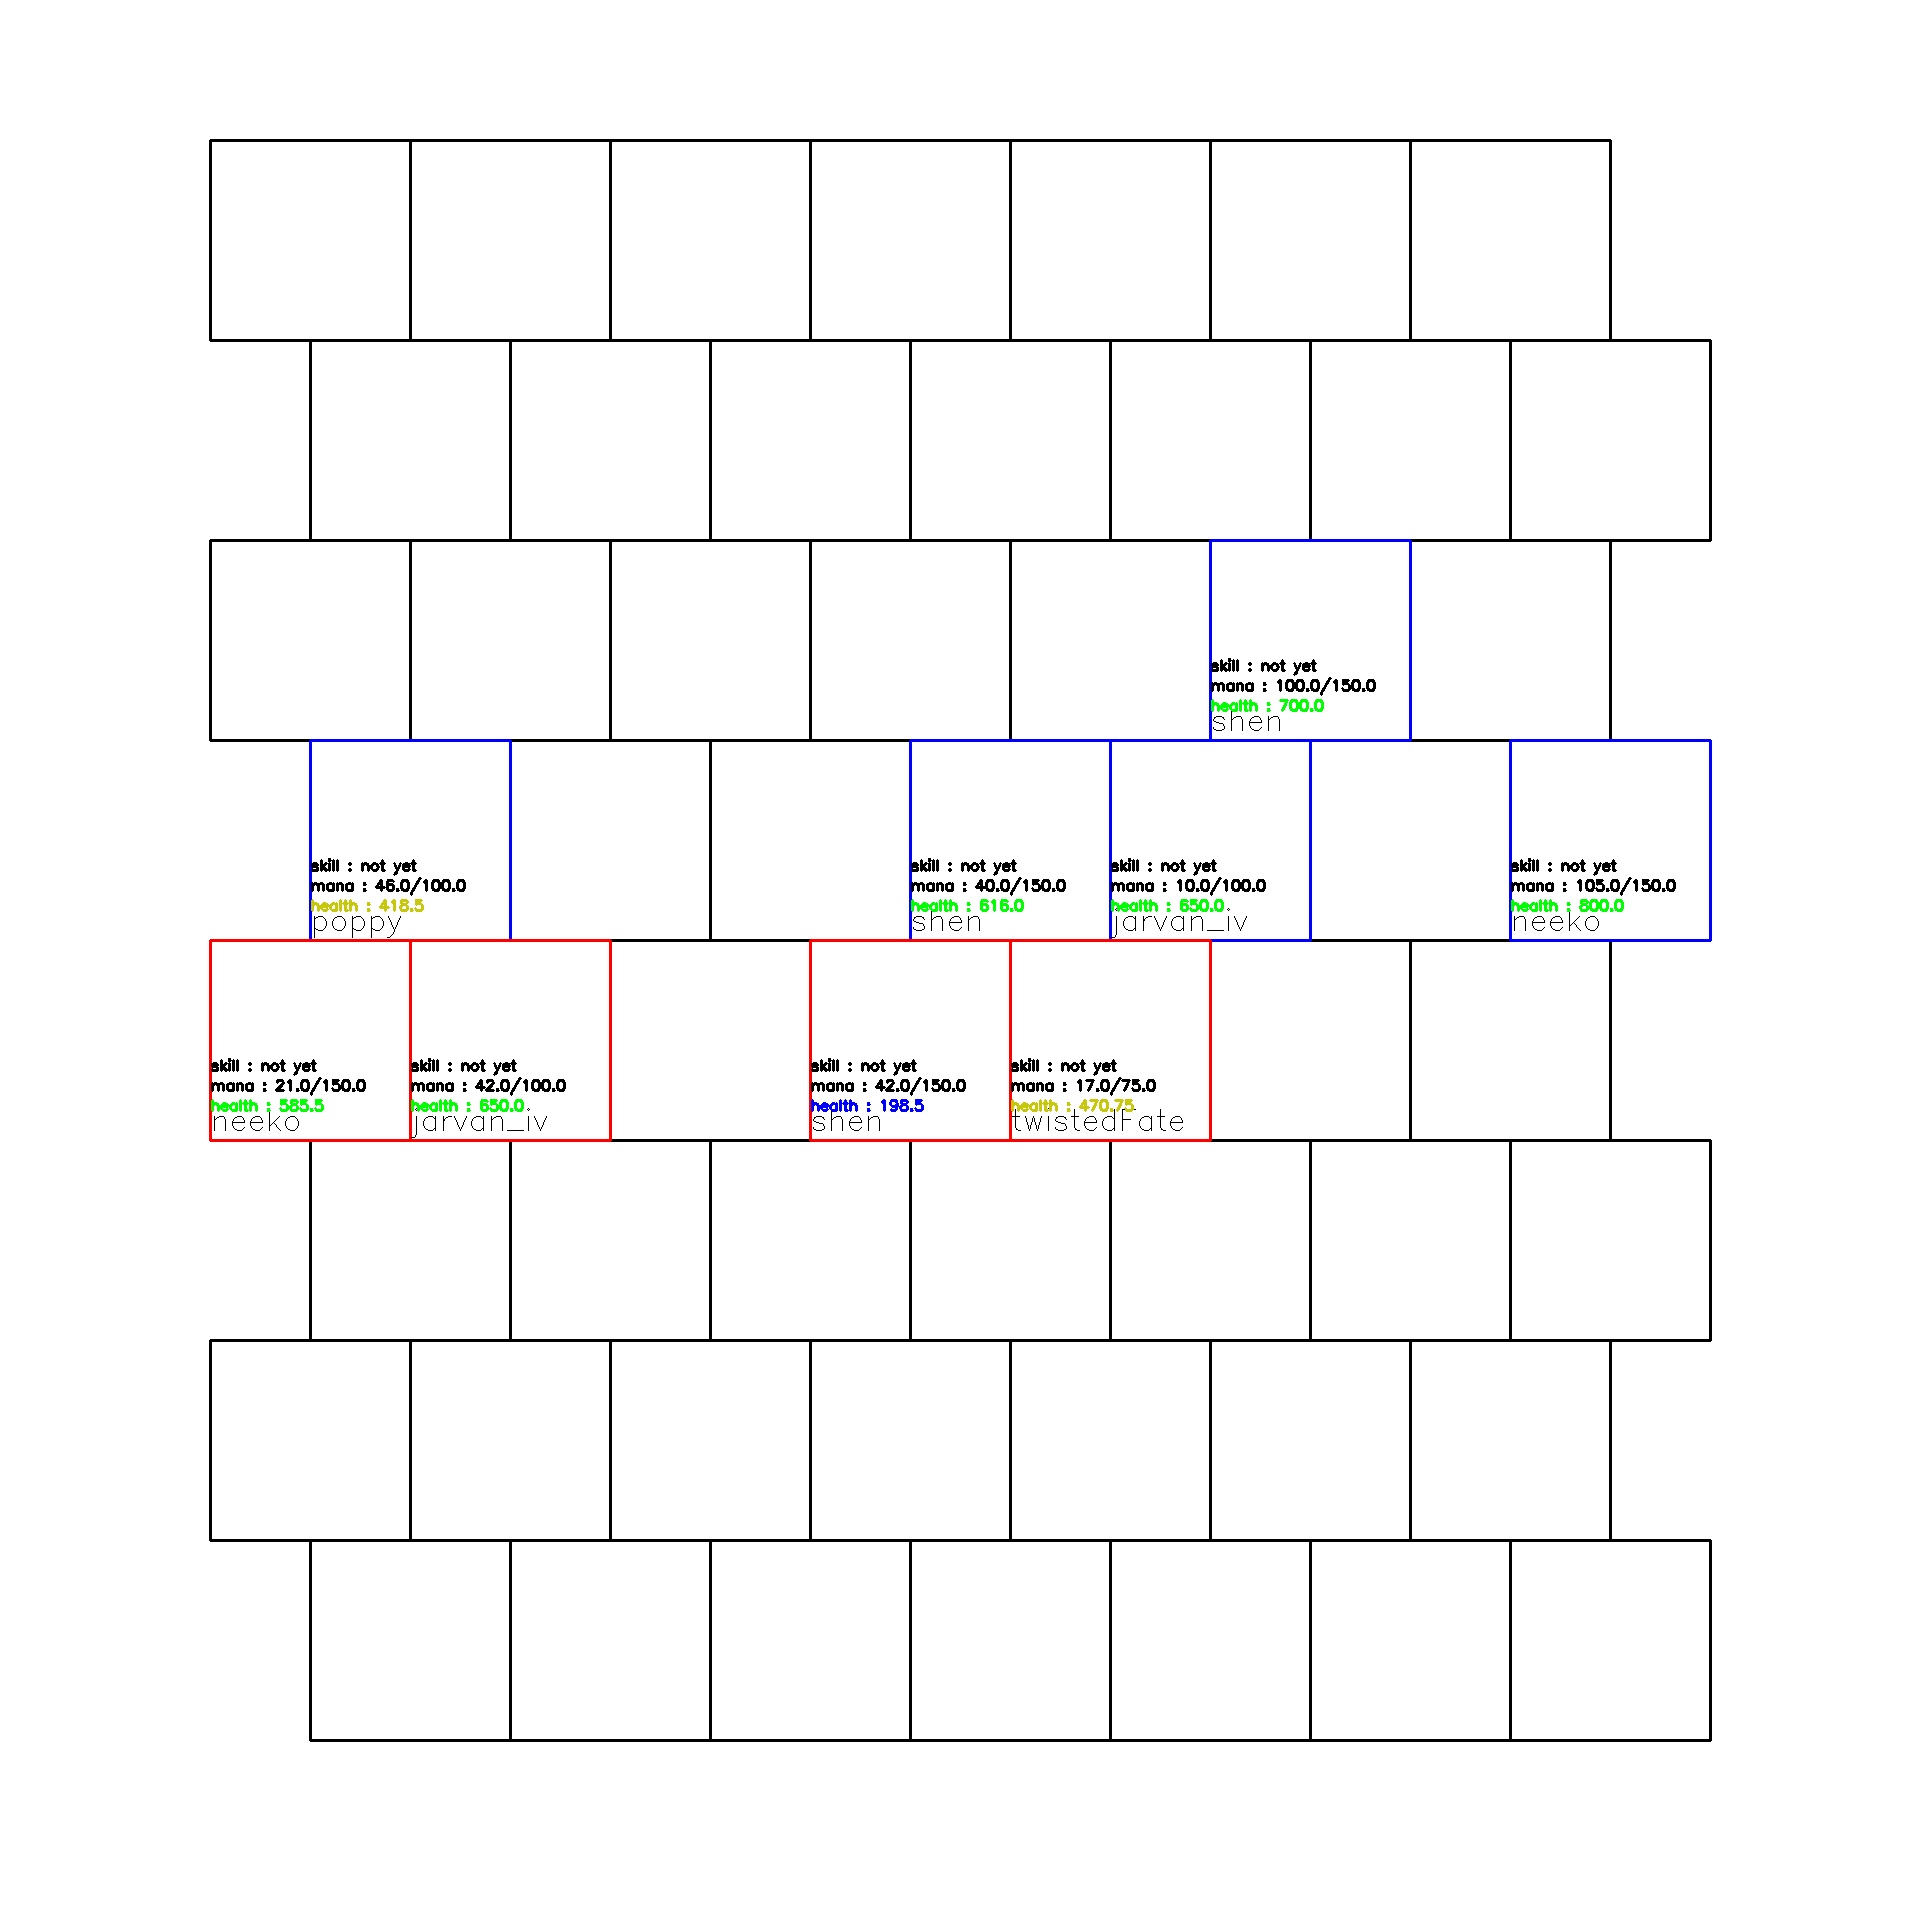 skill : not yet
mana : 100.0/150.0
health : 700.0
shen
skill : not yet
mana : 46.0/100.0
health : 418.5
poppy
skill : not yet
mana : 40.0/150.0
health : 616.0
shen
skill : not yet
mana : 10.0/100.0
health : 650.0
jarvan_iv
skill : not yet
mana : 105.0/150.0
health : 800.0
neeko
skill : not yet
mana : 21.0/150.0
health : 585.5
neeko
skill : not yet
mana : 42.0/100.0
health : 650.0
jarvan_iv
skill : not yet
mana : 42.0/150.0
health : 198.5
shen
skill : not yet
mana : 17.0/75.0
health : 470.75
twistedFate